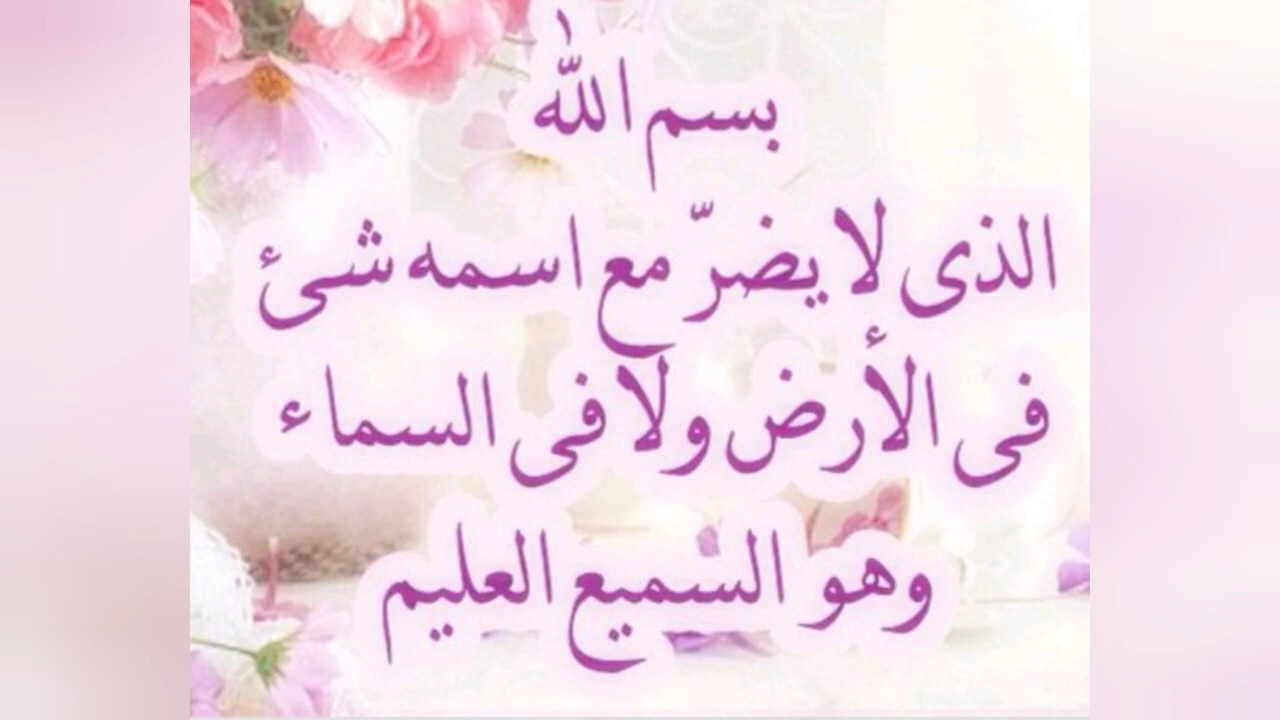 بسم الله
الذى لا يضرّ مع اسمه شئ
فى الأرض ولا فى السماء
وهو السميع العليم